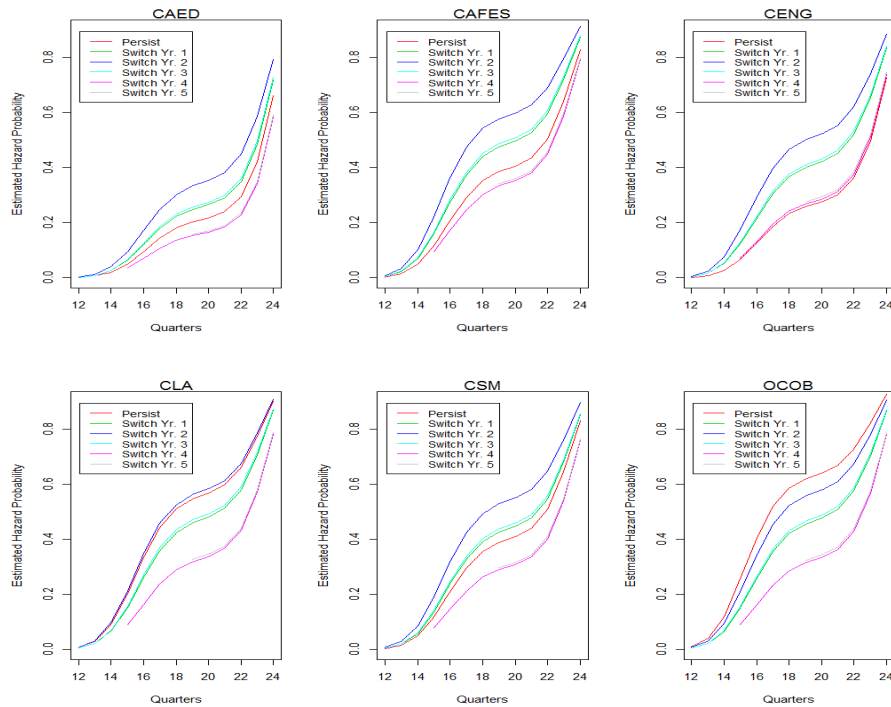 CAED
Estimated Hazard Probability
0.0 0.2 0.4 0.6 0.8
Persist
Switch Yr. 1
Switch Yr. 2
Switch Yr. 3
Switch Yr. 4
Switch Yr. 5
12 14 16 18 20 22 24
Quarters
CAFES
Estimated Hazard Probability
0.0 0.2 0.4 0.6 0.8
Persist
Switch Yr. 1
Switch Yr. 2
Switch Yr. 3
Switch Yr. 4
Switch Yr. 5
12 14 16 18 20 22 24
Quarters
CENG
Estimated Hazard Probability
0.0 0.2 0.4 0.6 0.8
Persist
Switch Yr. 1
Switch Yr. 2
Switch Yr. 3
Switch Yr. 4
Switch Yr. 5
12 14 16 18 20 22 24
Quarters
CLA
Estimated Hazard Probability
0.0 0.2 0.4 0.6 0.8
Persist
Switch Yr. 1
Switch Yr. 2
Switch Yr. 3
Switch Yr. 4
Switch Yr. 5
12 14 16 18 20 22 24
Quarters
CSM
Estimated Hazard Probability
0.0 0.2 0.4 0.6 0.8
Persist
Switch Yr. 1
Switch Yr. 2
Switch Yr. 3
Switch Yr. 4
Switch Yr. 5
12 14 16 18 20 22 24
Quarters
OCOB
Estimated Hazard Probability
0.0 0.2 0.4 0.6 0.8
Persist
Switch Yr. 1
Switch Yr. 2
Switch Yr. 3
Switch Yr. 4
Switch Yr. 5
12 14 16 18 20 22 24
Quarters